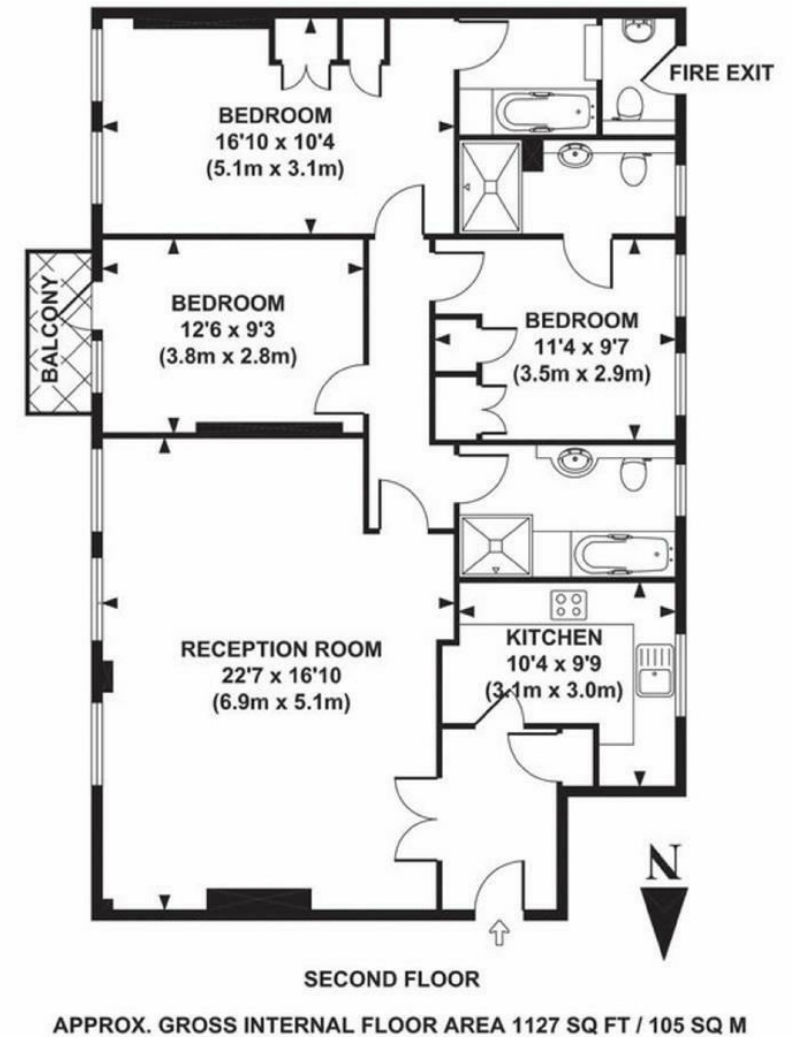 FIRE EXIT
BEDROOM
16'10 x 10'4
(5.1m x 3.1m)
BALCONY
BEDROOM
12'6 x 9'3
(3.8m x 2.8m)
BEDROOM
11'4 x 9'7
(3.5m x 2.9m)
RECEPTION ROOM
22'7 x 16'10
(6.9m x 5.1m)
KITCHEN
10'4 x 9'9
(3.1m x 3.0m)
N
SECOND FLOOR
APPROX. GROSS INTERNAL FLOOR AREA 1127 SQ FT / 105 SQ M